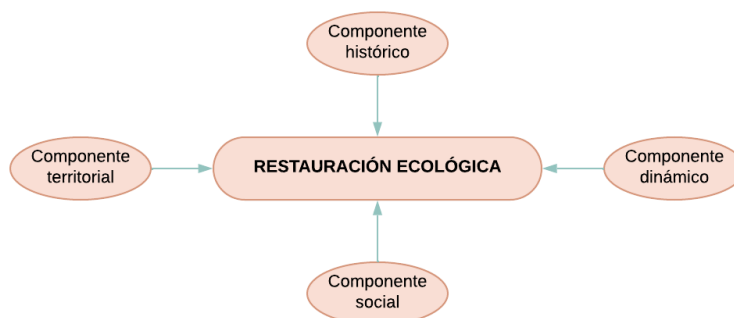 Componente
histórico
Componente
territorial
RESTAURACIÓN ECOLÓGICA
Componente
dinámico
Componente
social